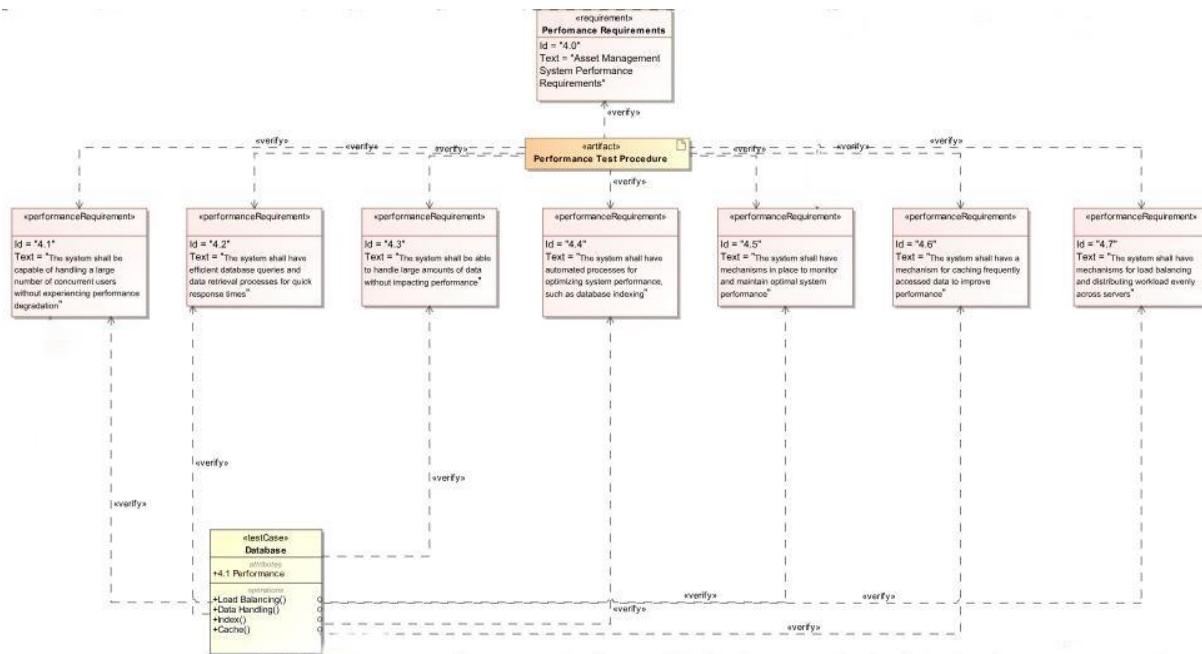 «requirement»
Perfomance Requirements
Id = "4.0"
Text = "Asset Management
System Performance
Requirements"
«verify»
«artifact»
Performance Test Procedure
«verify»
«verify»
«verify»
«verify»
«verify»
«verify»
«verify»
«performanceRequirement»
Id = "4.1"
Text = "The system shall be
capable of handling a large
number of concurrent users
without experiencing performance
degradation"
«performanceRequirement»
Id = "4.2"
Text = "The system shall have
efficient database queries and
data retrieval processes for quick
response times"
«performanceRequirement»
Id = "4.3"
Text = "The system shall be able
to handle large amounts of data
without impacting performance"
«performanceRequirement»
Id = "4.4"
Text = "The system shall have
automated processes for
optimizing system performance,
such as database indexing"
«performanceRequirement»
Id = "4.5"
Text = "The system shall have
mechanisms in place to monitor
and maintain optimal system
performance"
«performanceRequirement»
Id = "4.6"
Text = "The system shall have a
mechanism for caching frequently
accessed data to improve
performance"
«performanceRequirement»
Id = "4.7"
Text = "The system shall have
mechanisms for load balancing
and distributing workload evenly
across servers"
«verify»
«verify»
«verify»
«testCase»
Database
attributes
+4.1 Performance
operations
+Load Balancing()
+Data Handling()
+Index()
+Cache()
«verify»
«verify»
«verify»
«verify»